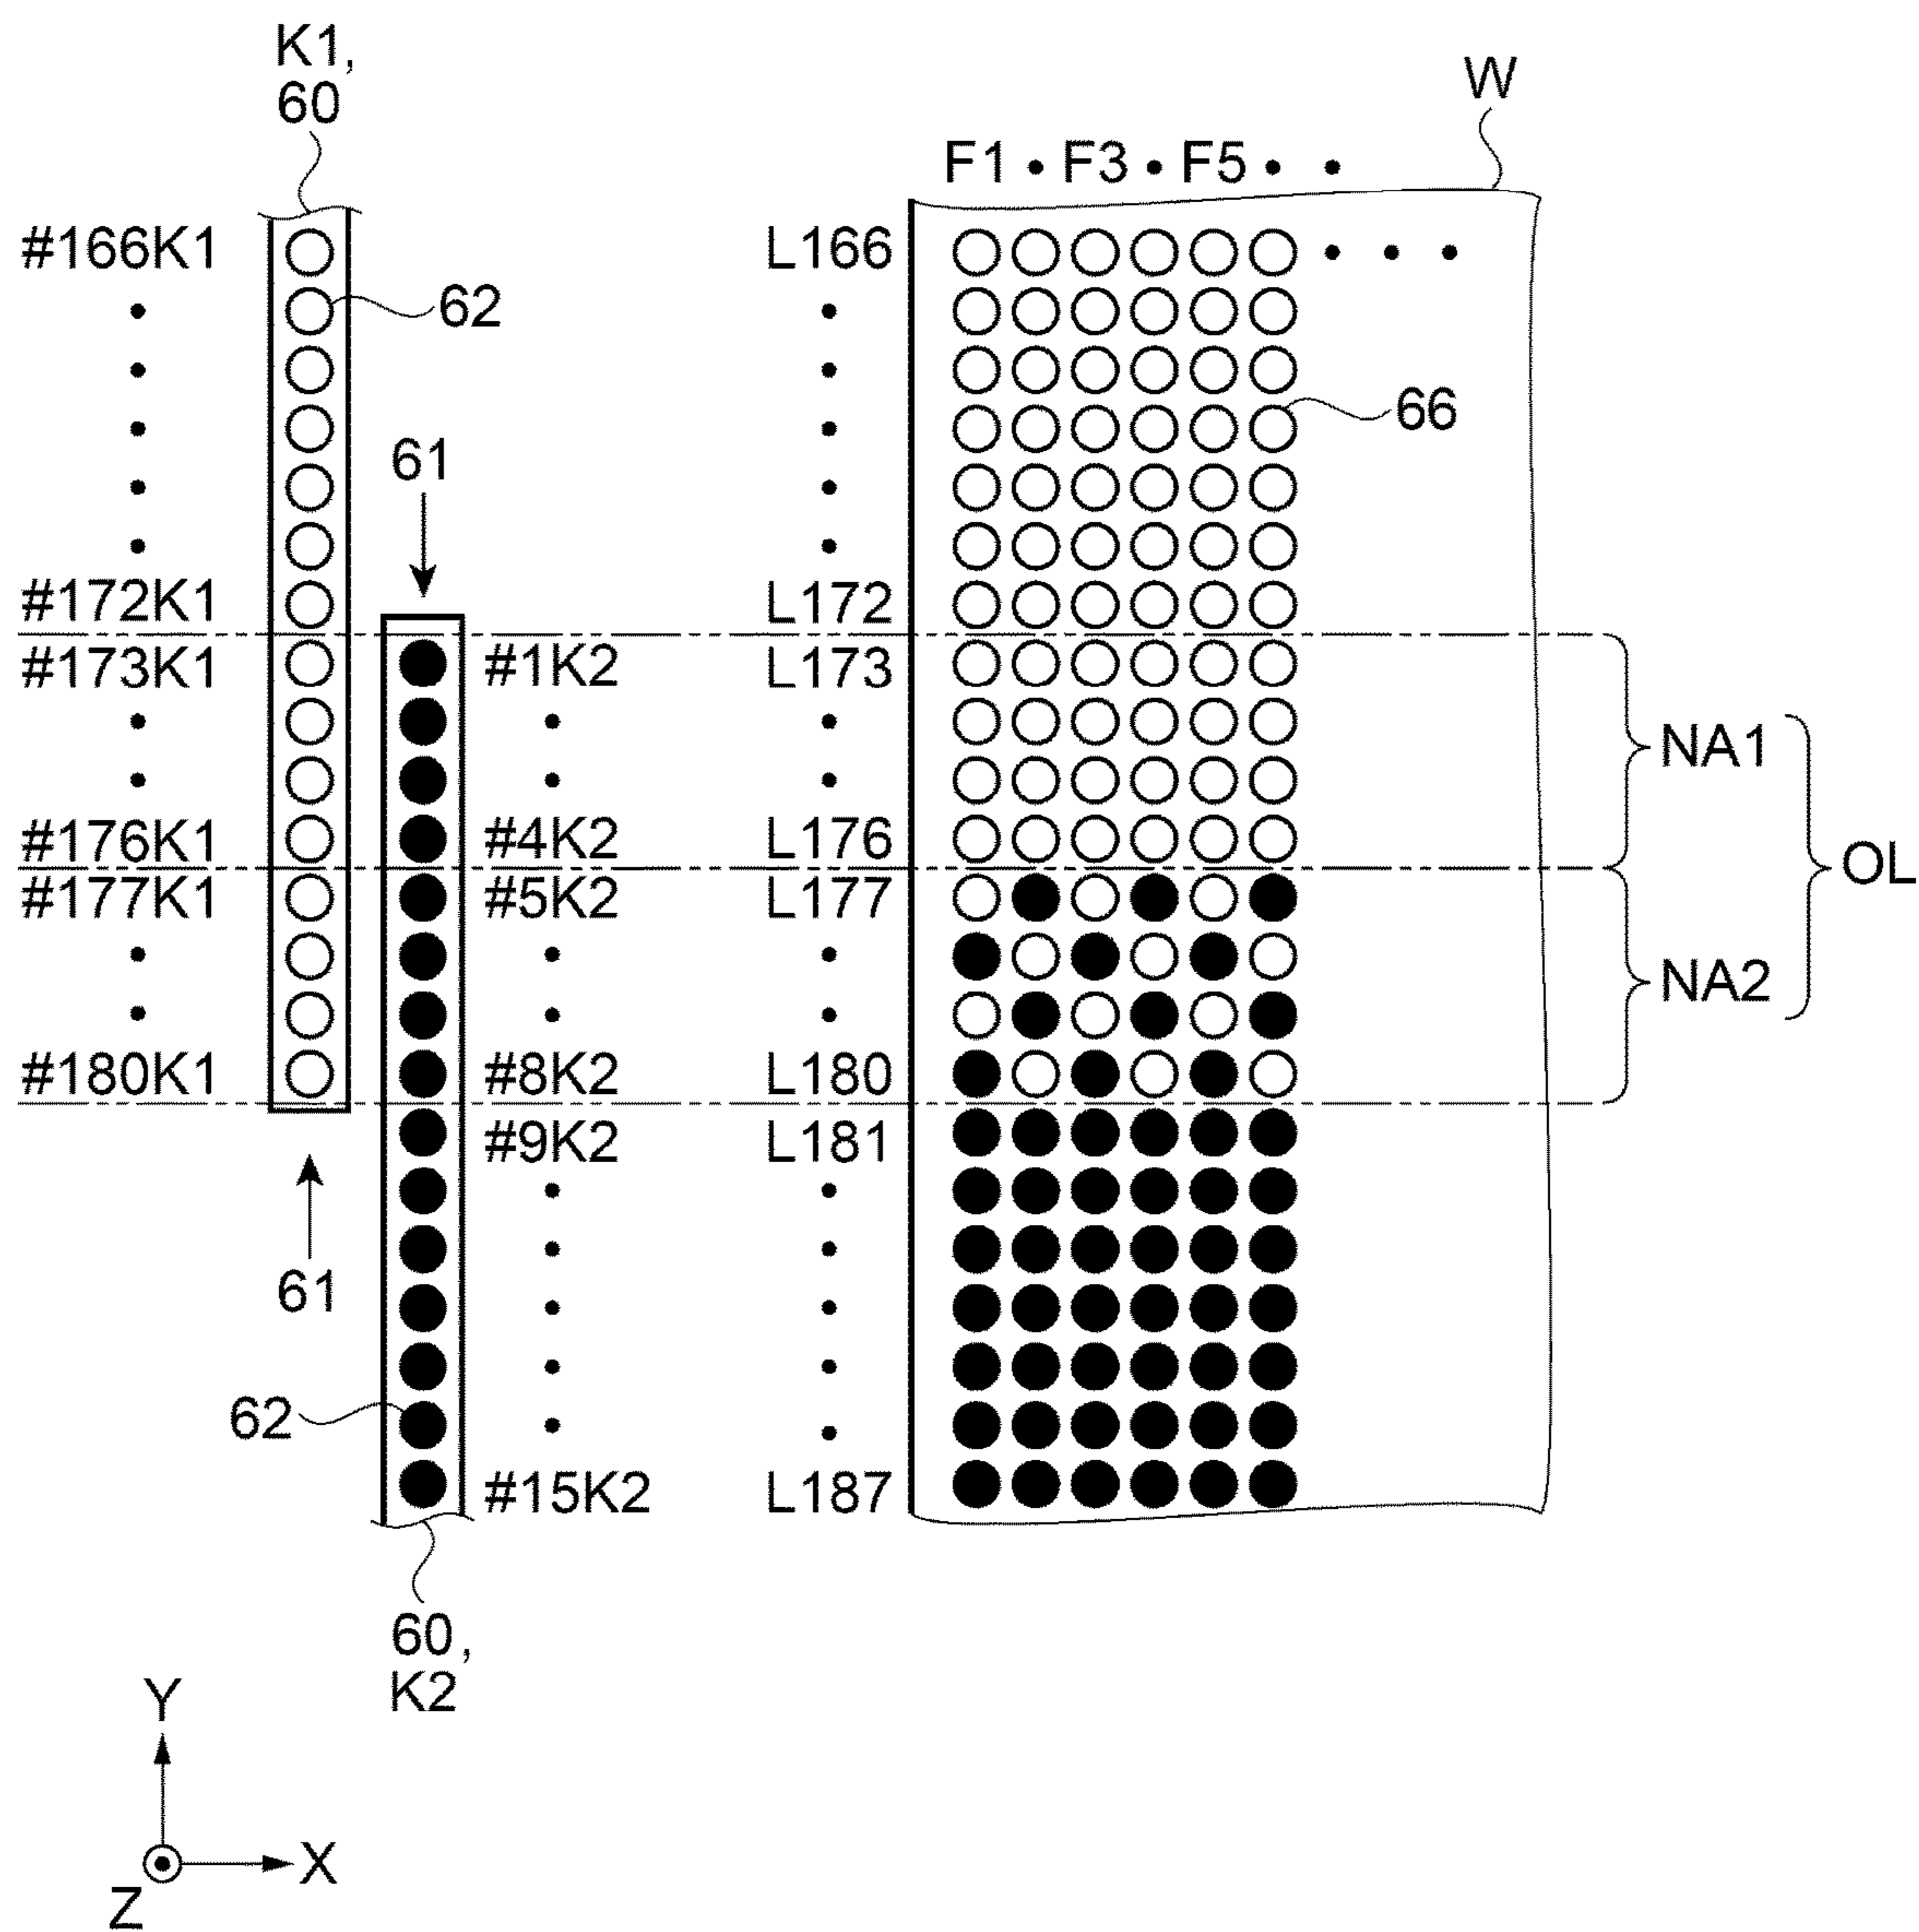 K1,
60
W
F1 • F3 • F5 • •
#166K1
L166
62
66
61
#172K1
L172
#173K1
#1K2
L173
NA1
#176K1
#4K2
L176
OL
#177K1
#5K2
L177
NA2
#180K1
#8K2
L180
#9K2
L181
61
62
#15K2
L187
60,
K2
Y
X
Z